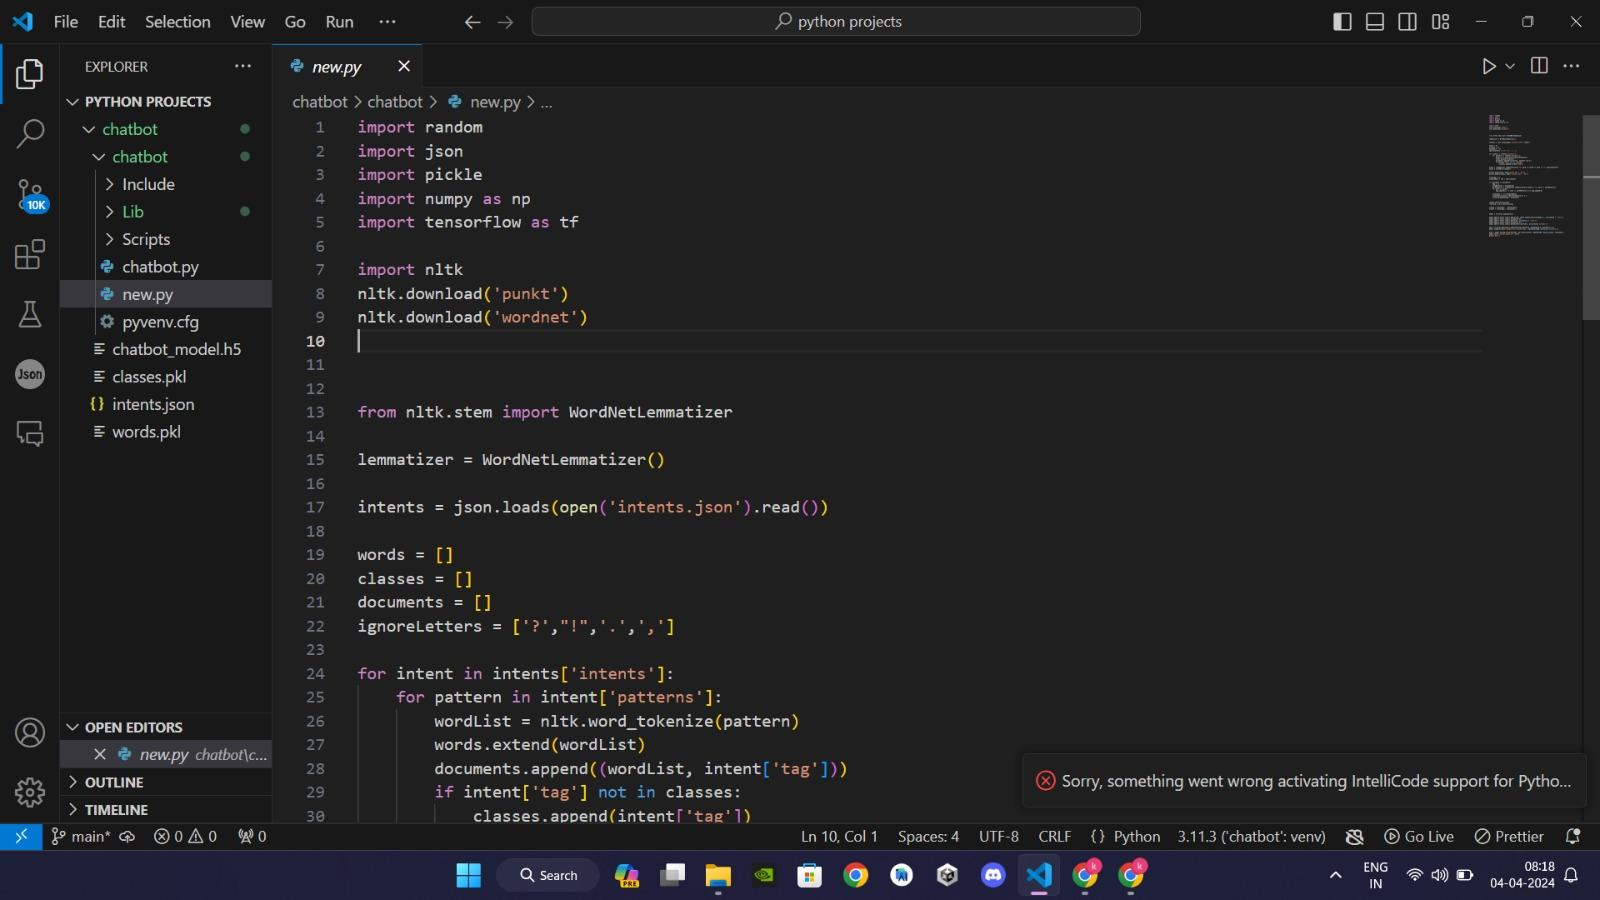 File Edit Selection View Go Run ···
python projects
EXPLORER ···
PYTHON PROJECTS
chatbot
chatbot
Include
Lib
Scripts
chatbot.py
new.py
pyvenv.cfg
chatbot_model.h5
classes.pkl
{} intents.json
words.pkl
10K
Json
OPEN EDITORS
new.py chatbot\c...
OUTLINE
TIMELINE
new.py
chatbot > chatbot > new.py > ...
1 import random
2 import json
3 import pickle
4 import numpy as np
5 import tensorflow as tf
6
7 import nltk
8 nltk.download('punkt')
9 nltk.download('wordnet')
10
11
12
13 from nltk.stem import WordNetLemmatizer
14
15 lemmatizer = WordNetLemmatizer()
16
17 intents = json.loads(open('intents.json').read())
18
19 words = []
20 classes = []
21 documents = []
22 ignoreLetters = ['?',"!",'.',',']
23
24 for intent in intents['intents']:
25 for pattern in intent['patterns']:
26 wordList = nltk.word_tokenize(pattern)
27 words.extend(wordList)
28 documents.append((wordList, intent['tag']))
29 if intent['tag'] not in classes:
30 classes.append(intent['tag'])
Sorry, something went wrong activating IntelliCode support for Pytho...
main* 0 0 0 Ln 10, Col 1 Spaces: 4 UTF-8 CRLF {} Python 3.11.3 ('chatbot': venv) Go Live Prettier
Search
PRE
k
k
ENG
IN
08:18
04-04-2024